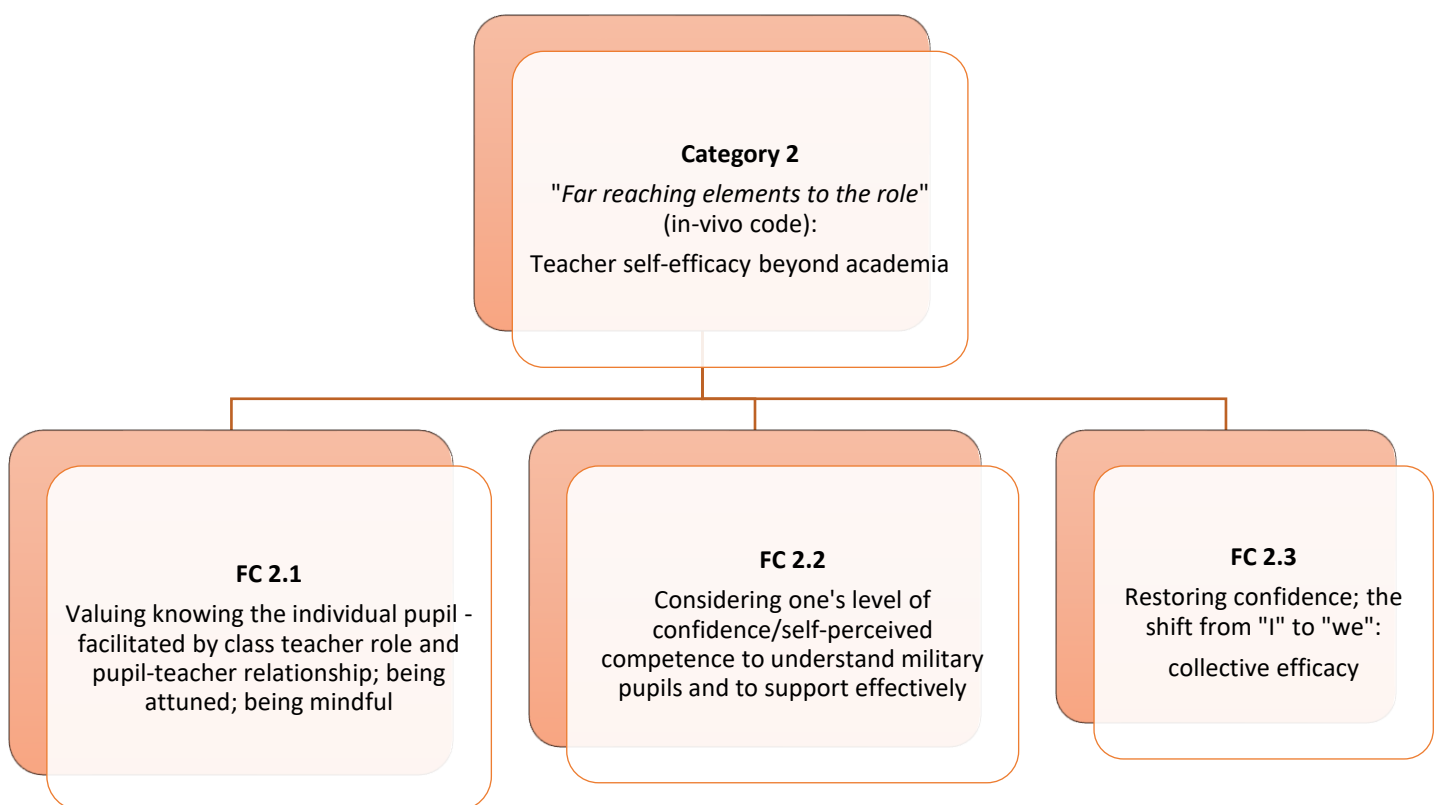 Category 2
"Far reaching elements to the role"
(in-vivo code):
Teacher self-efficacy beyond academia
FC 2.1
Valuing knowing the individual pupil -
facilitated by class teacher role and
pupil-teacher relationship; being
attuned; being mindful
FC 2.2
Considering one's level of
confidence/self-perceived
competence to understand military
pupils and to support effectively
FC 2.3
Restoring confidence; the
shift from "I" to "we":
collective efficacy